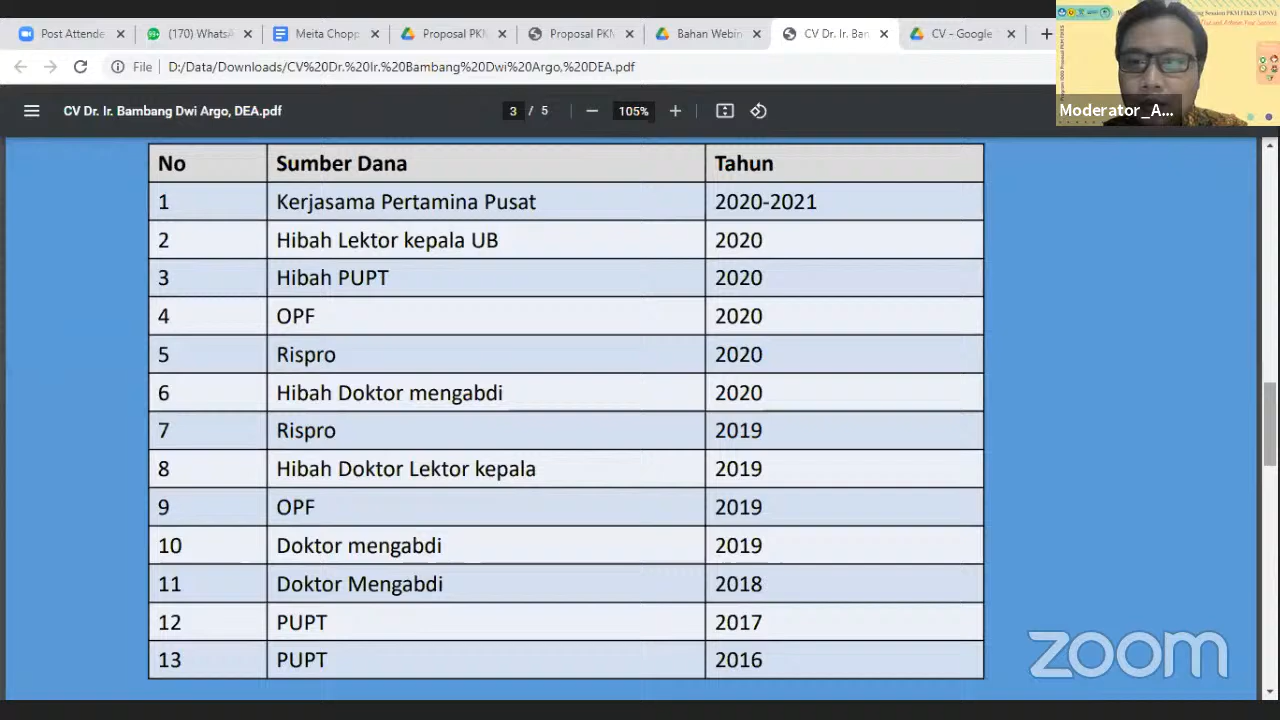 Post Attende
(170) WhatsA
Meita Chop
Proposal PKM
roposal PKM
Bahan Webin
CV Dr. Ir. Ban
CV - Google
File
D:/Data/Downloads/CV%20Dr.%20Ir.%20Bambang%20Dwi%20Argo,%20DEA.pdf
Moderator_A...
CV Dr. Ir. Bambang Dwi Argo, DEA.pdf
3 / 5
105%
No Sumber Dana Tahun
1 Kerjasama Pertamina Pusat 2020-2021
2 Hibah Lektor kepala UB 2020
3 Hibah PUPT 2020
4 OPF 2020
5 Rispro 2020
6 Hibah Doktor mengabdi 2020
7 Rispro 2019
8 Hibah Doktor Lektor kepala 2019
9 OPF 2019
10 Doktor mengabdi 2019
11 Doktor Mengabdi 2018
12 PUPT 2017
13 PUPT 2016
zoom